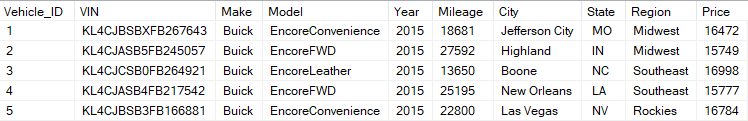 Vehicle_ID VIN Make Model Year Mileage City State Region Price
1 KL4CJBSBXFB267643 Buick EncoreConvenience 2015 18681 Jefferson City MO Midwest 16472
2 KL4CJASB5FB245057 Buick EncoreFWD 2015 27592 Highland IN Midwest 15749
3 KL4CJCSB0FB264921 Buick EncoreLeather 2015 13650 Boone NC Southeast 16998
4 KL4CJASB4FB217542 Buick EncoreFWD 2015 25195 New Orleans LA Southeast 15777
5 KL4CJBSB3FB166881 Buick EncoreConvenience 2015 22800 Las Vegas NV Rockies 16784